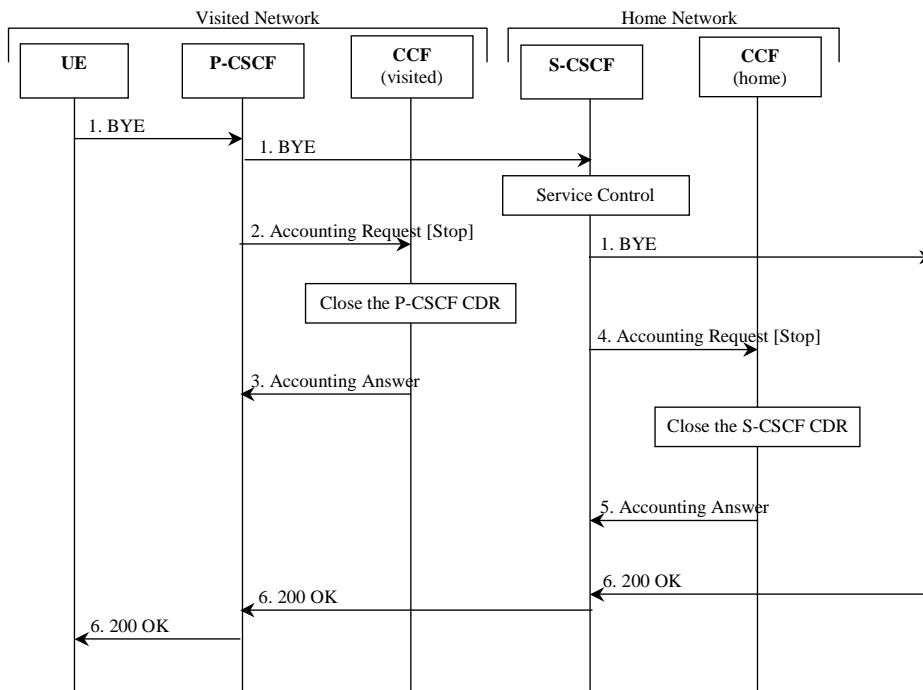 Visited Network
Home Network
UE
P-CSCF
CCF
(visited)
S-CSCF
CCF
(home)
1. BYE
1. BYE
Service Control
2. Accounting Request [Stop]
1. BYE
Close the P-CSCF CDR
4. Accounting Request [Stop]
3. Accounting Answer
Close the S-CSCF CDR
5. Accounting Answer
6. 200 OK
6. 200 OK
6. 200 OK